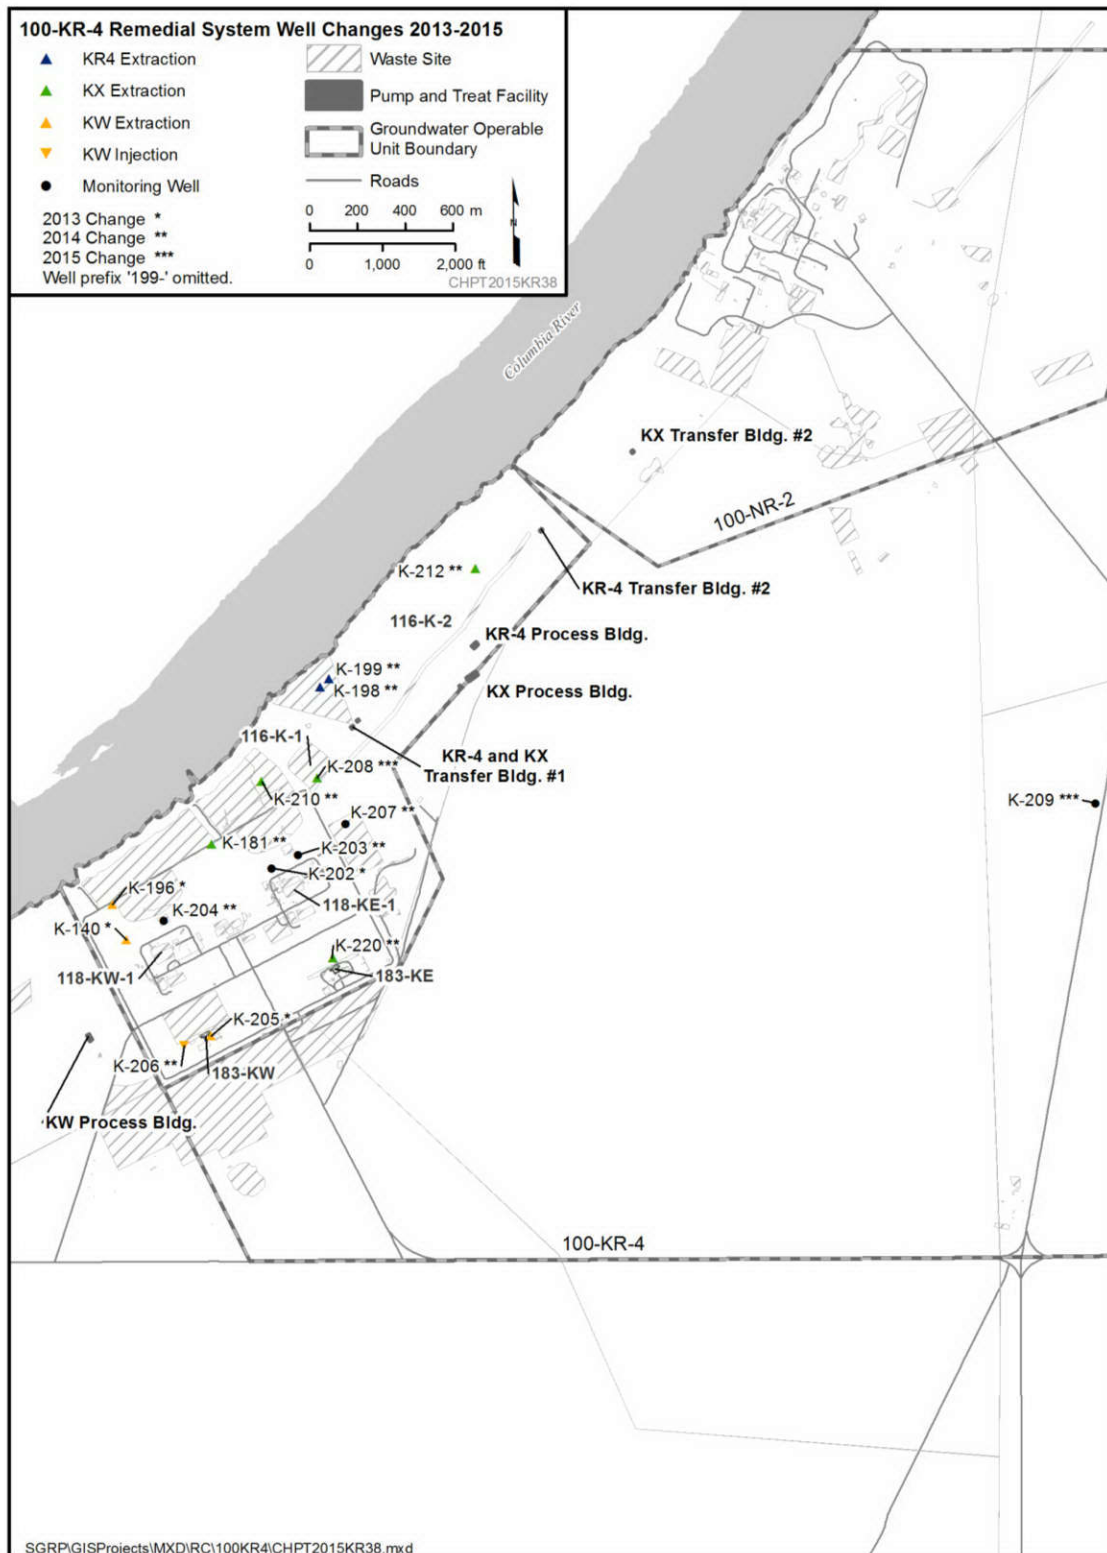 100-KR-4 Remedial System Well Changes 2013-2015
KR4 Extraction
KX Extraction
KW Extraction
KW Injection
Monitoring Well
2013 Change *
2014 Change **
2015 Change ***
Well prefix '199-' omitted.
Waste Site
Pump and Treat Facility
Groundwater Operable
Unit Boundary
Roads
0 200 400 600 m
0 1,000 2,000 ft
N
CHPT2015KR38
Columbia River
KX Transfer Bldg. #2
100-NR-2
K-212 **
KR-4 Transfer Bldg. #2
116-K-2
KR-4 Process Bldg.
K-199 **
K-198 **
KX Process Bldg.
116-K-1
KR-4 and KX
Transfer Bldg. #1
K-208 ***
K-210 **
K-209 ***
K-207 **
K-181 **
K-203 **
K-202 *
K-196 *
118-KE-1
K-204 **
K-140 *
K-220 **
118-KW-1
183-KE
K-205 *
K-206 **
183-KW
KW Process Bldg.
100-KR-4
SGRP\GISProjects\MXD\RC\100KR4\CHPT2015KR38.mxd